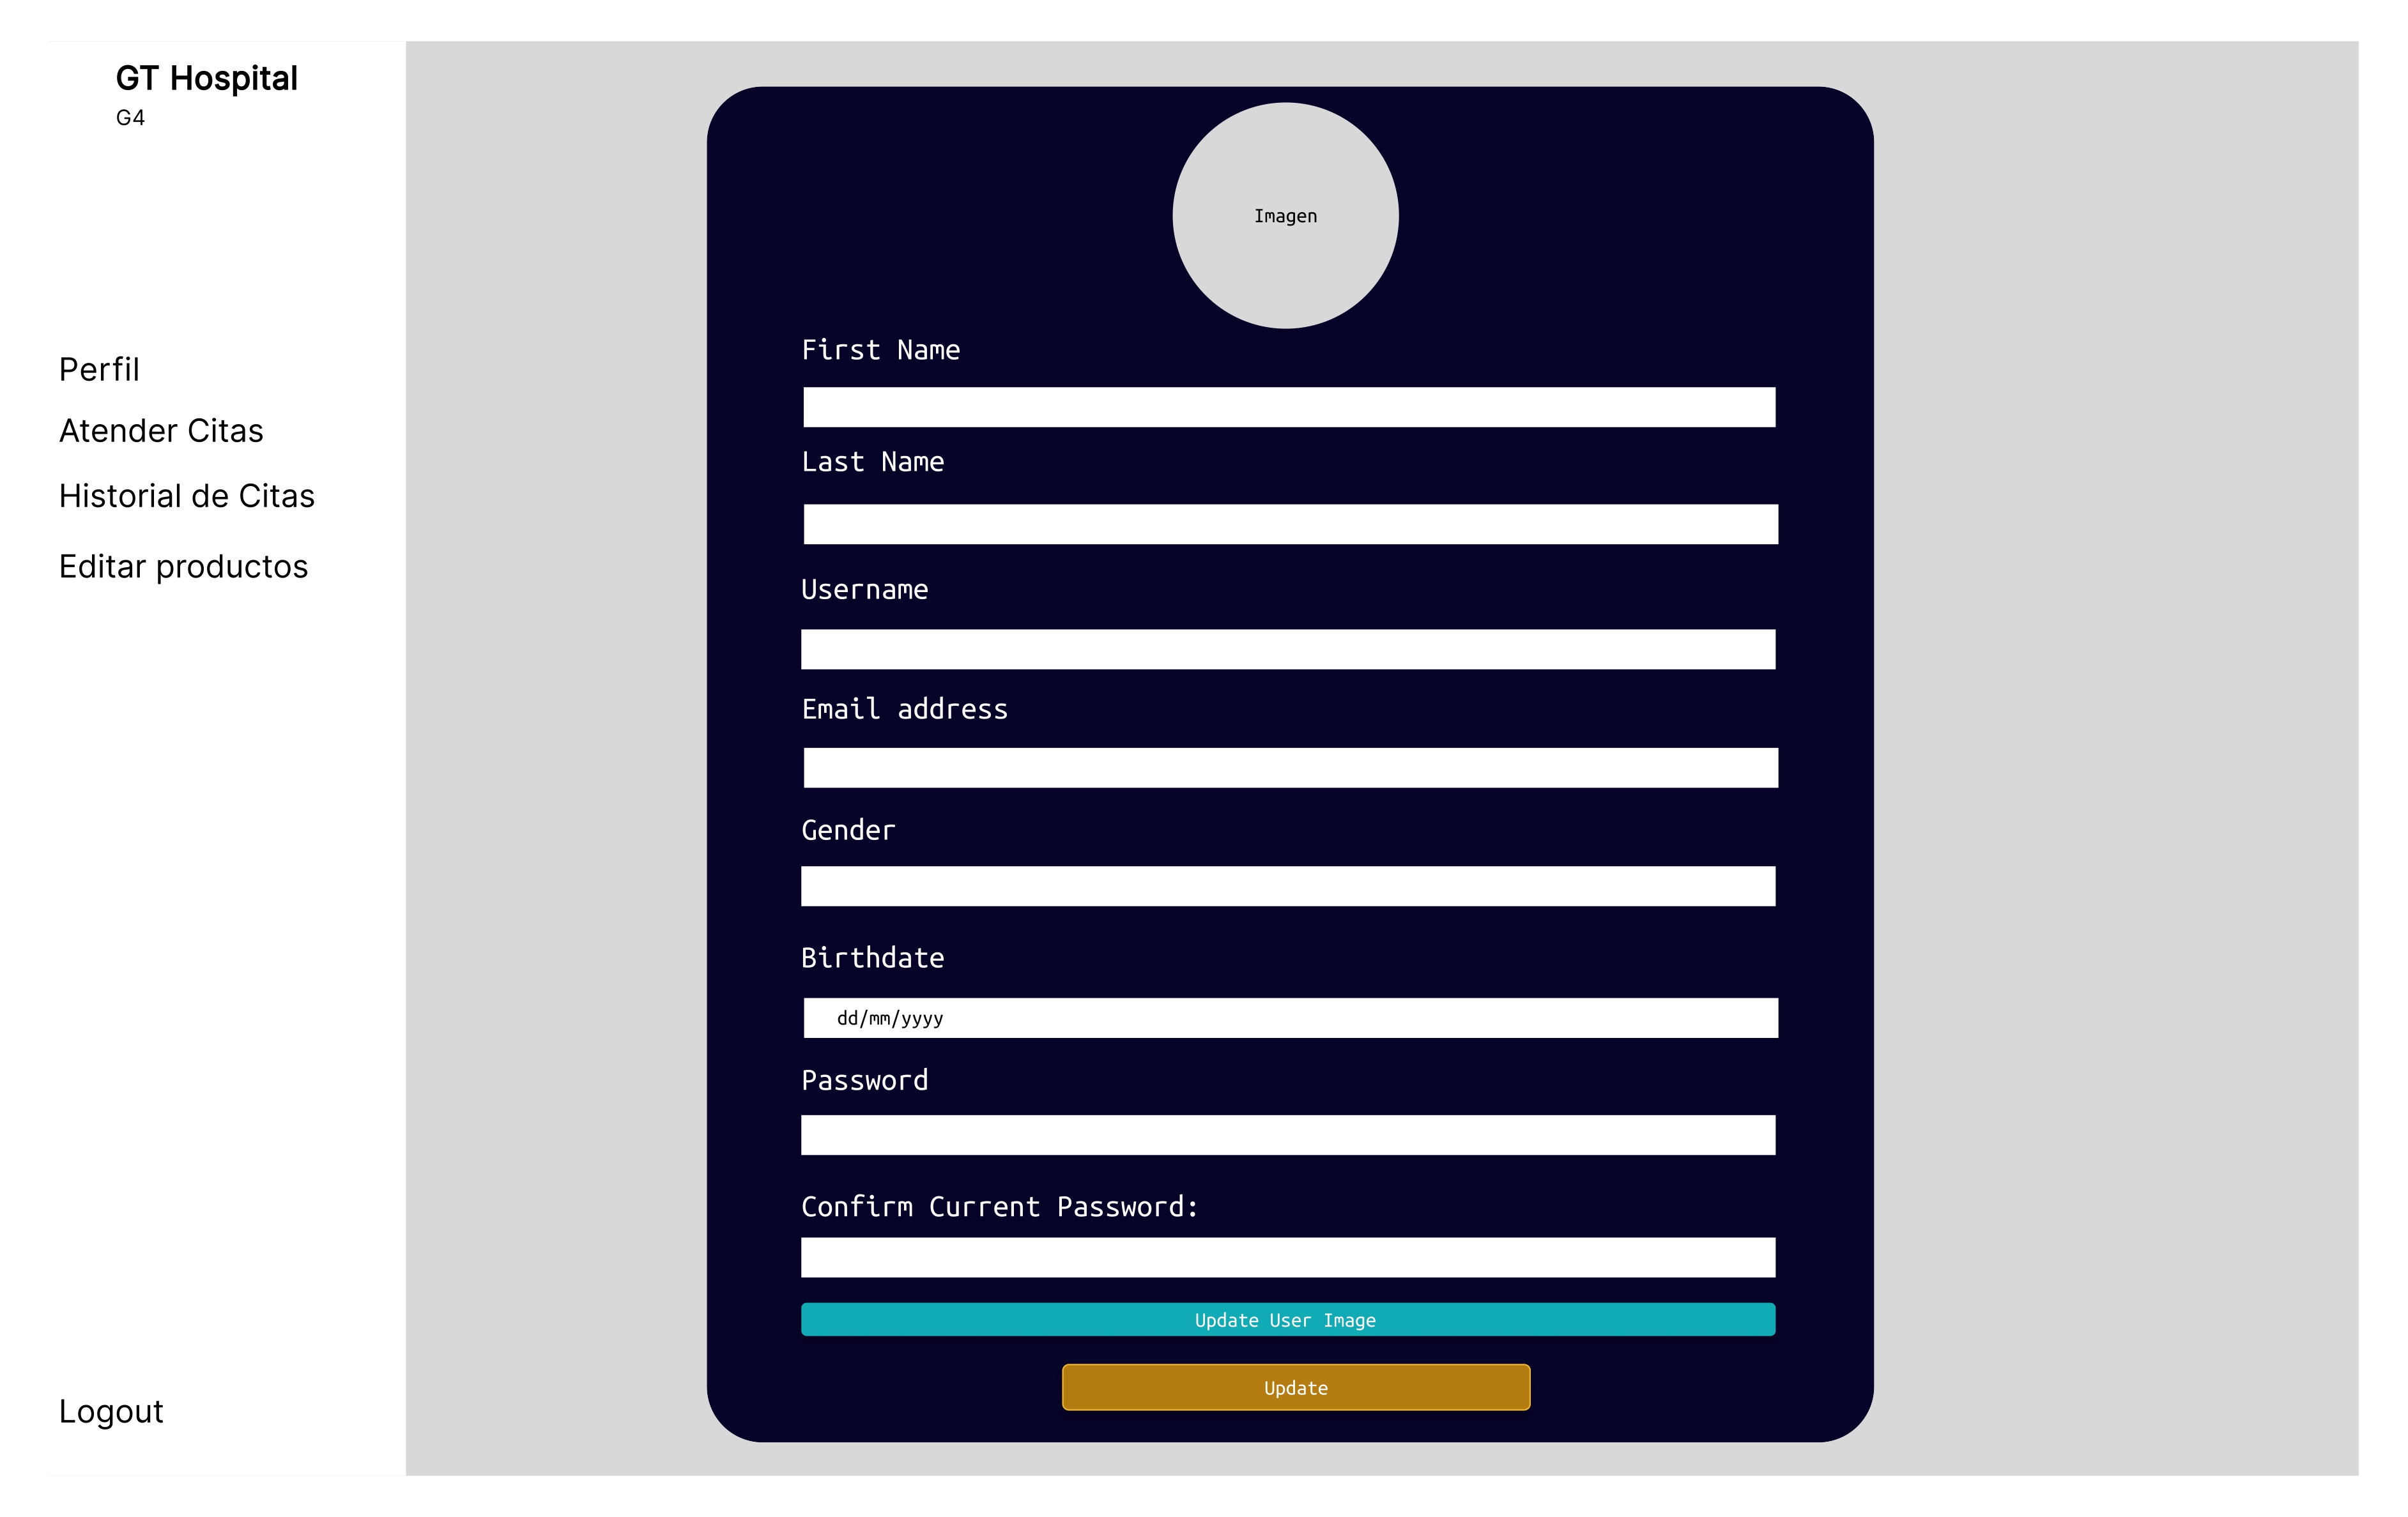 GT Hospital
G4
Perfil
Atender Citas
Historial de Citas
Editar productos
Logout
Imagen
First Name
Last Name
Username
Email address
Gender
Birthdate
dd/mm/yyyy
Password
Confirm Current Password:
Update User Image
Update